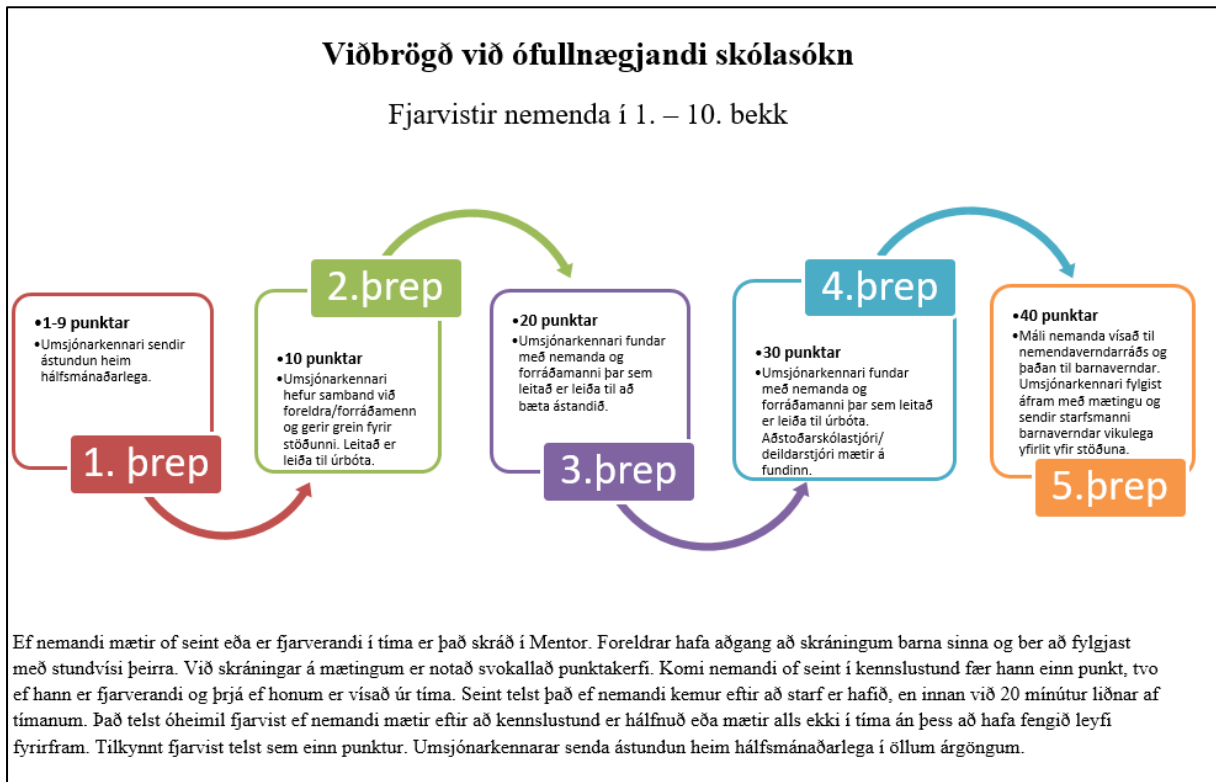 Viðbrögð við ófullnægjandi skólasókn
Fjarvistir nemenda í 1. – 10. bekk
•1-9 punktar
•Umsjónarkennari sendir
ástundun heim
hálfsmánaðarlega.
1. þrep
2.þrep
•10 punktar
•Umsjónarkennari
hefur samband við
foreldra/forráðamenn
og gerir grein fyrir
stöðunni. Leitað er
leiða til úrbóta.
•20 punktar
•Umsjónarkennari fundar
með nemanda og
forráðamanni þar sem
leitað er leiða til að
bæta ástandið.
3.þrep
4.þrep
•30 punktar
•Umsjónarkennari fundar
með nemanda og
forráðamanni þar sem leitað
er leiða til úrbóta.
Aðstoðarskólastjóri/
deildarstjóri mætir á
fundinn.
•40 punktar
•Máli nemanda vísað til
nemendaverndarráðs og
þaðan til barnaverndar.
Umsjónarkennari fylgist
áfram með mætingu og
sendir starfsmanni
barnaverndar vikulega
yfirlit yfir stöðuna.
5.þrep
Ef nemandi mætir of seint eða er fjarverandi í tíma er það skráð í Mentor. Foreldrar hafa aðgang að skráningum barna sinna og ber að fylgjast
með stundvísi þeirra. Við skráningar á mætingum er notað svokallað punktakerfi. Komi nemandi of seint í kennslustund fær hann einn punkt, tvo
ef hann er fjarverandi og þrjá ef honum er vísað úr tíma. Seint telst það ef nemandi kemur eftir að starf er hafið, en innan við 20 mínútur liðnar af
tímanum. Það telst óheimil fjarvist ef nemandi mætir eftir að kennslustund er hálfnuð eða mætir alls ekki í tíma án þess að hafa fengið leyfi
fyrirfram. Tilkynnt fjarvist telst sem einn punktur. Umsjónarkennarar senda ástundun heim hálfsmánaðarlega í öllum árgöngum.